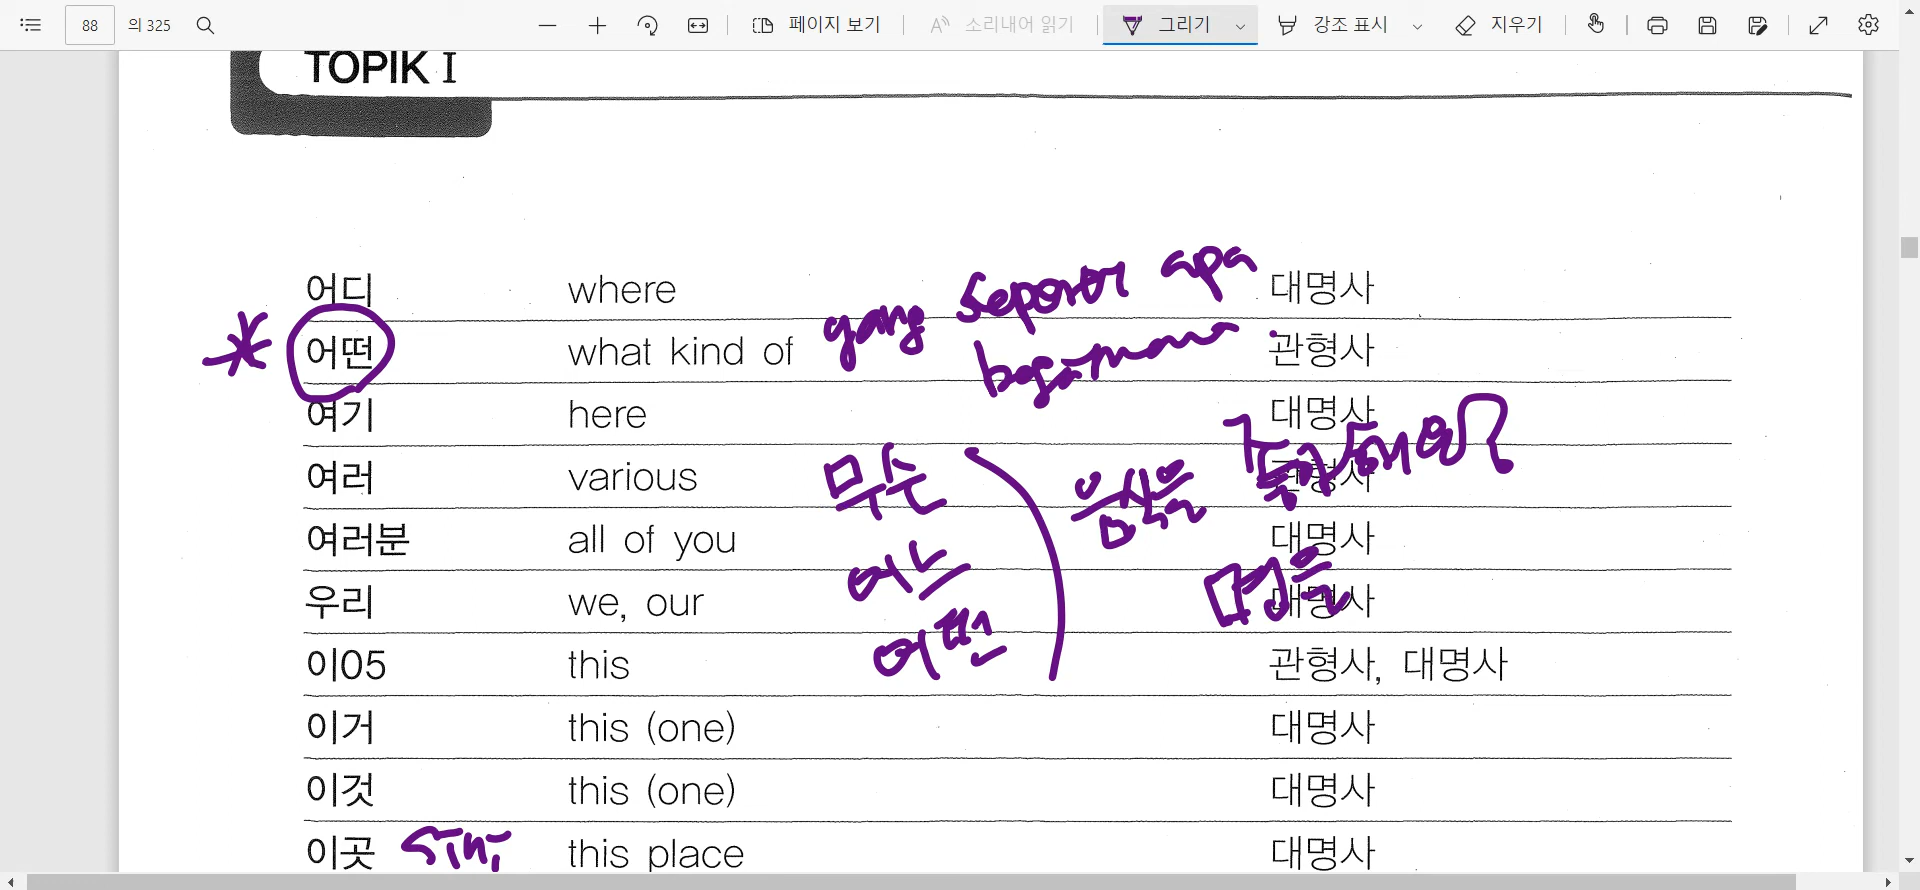 88 의 325 페이지 보기 소리내어 읽기 그리기 강조 표시 지우기
TOPIK Ⅰ
어디 where 대명사
yang seperti apa
어떤 what kind of 관형사
bagaimana
여기 here 대명사
여러 various 관형사
무슨 음식을 좋아해요?
여러분 all of you 대명사
어느
우리 we, our 대명사
어떤
이05 this 관형사, 대명사
이거 this (one) 대명사
이것 this (one) 대명사
이곳 sini this place 대명사